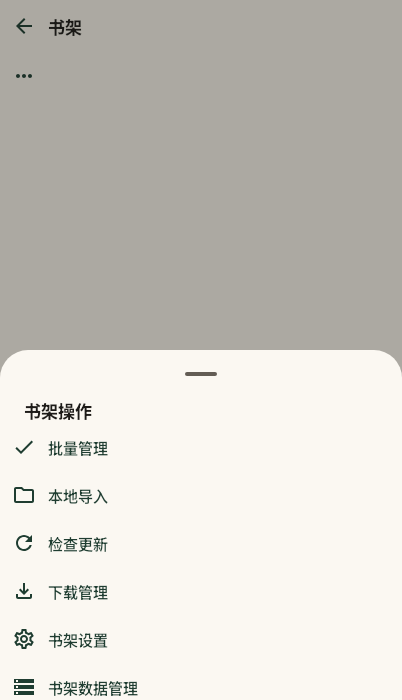 书架
书架操作
批量管理
本地导入
检查更新
下载管理
书架设置
书架数据管理